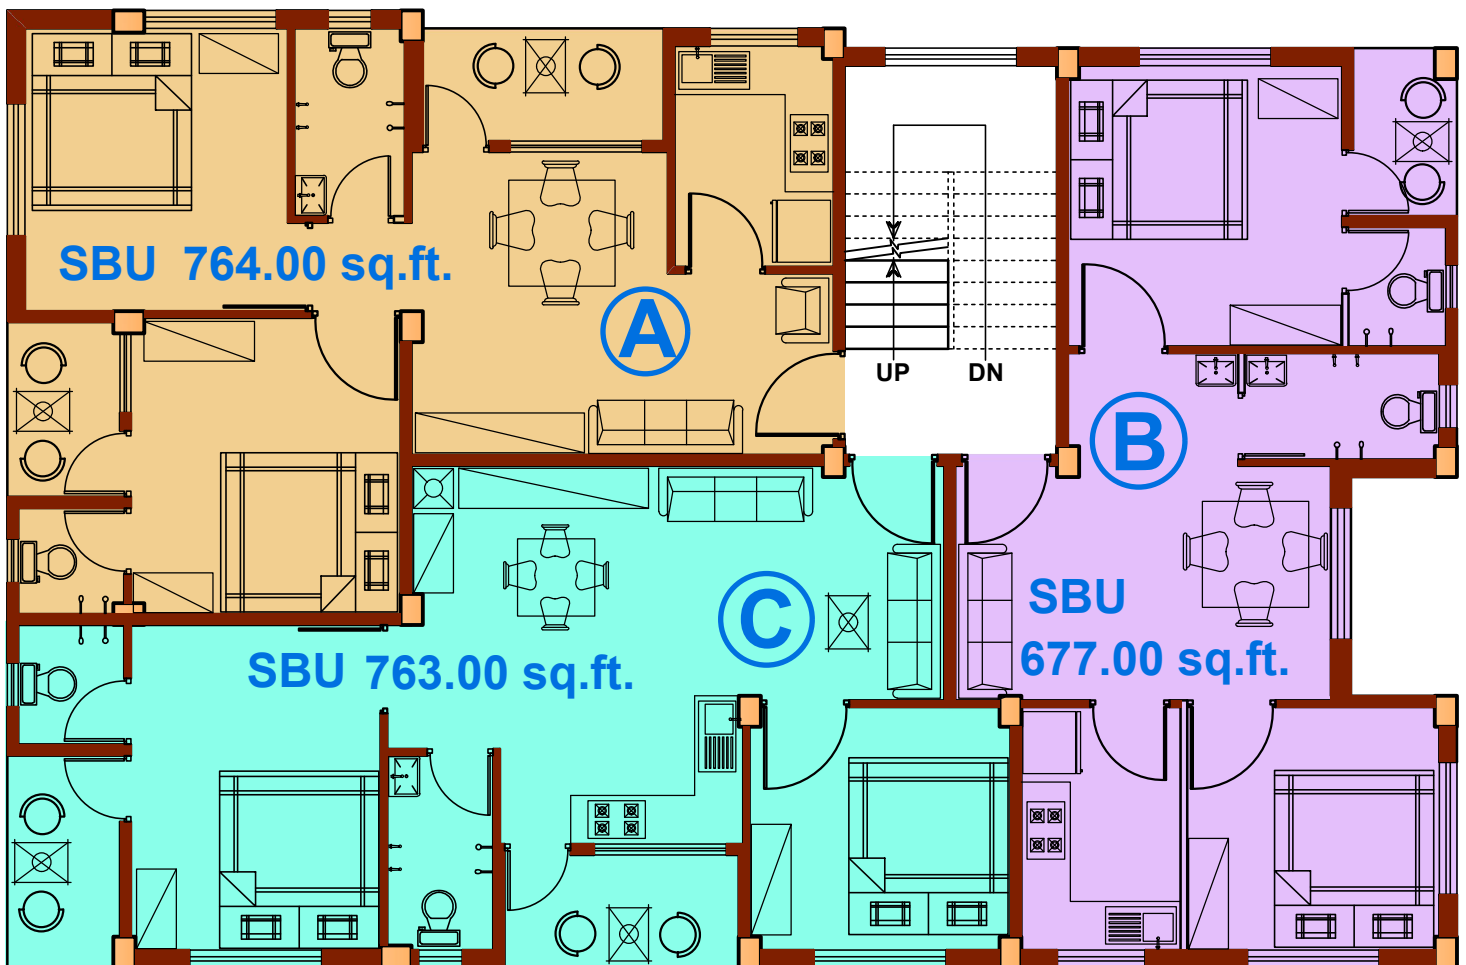 SBU 764.00 sq.ft.
A
UP DN
B
SBU
677.00 sq.ft.
C
SBU 763.00 sq.ft.